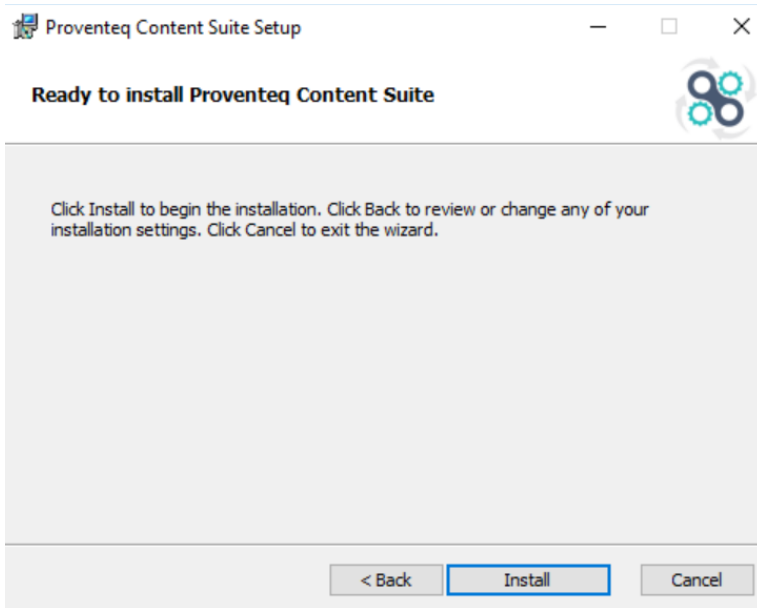 Proventeq Content Suite Setup
Ready to install Proventeq Content Suite
Click Install to begin the installation. Click Back to review or change any of your
installation settings. Click Cancel to exit the wizard.
< Back
Install
Cancel